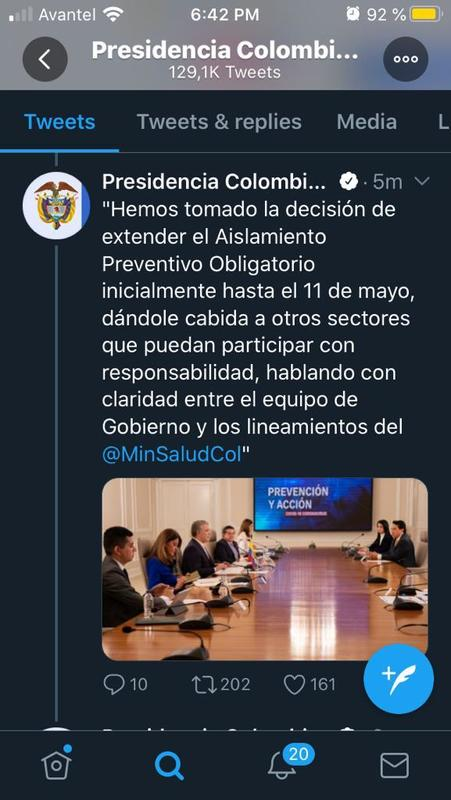 Avantel 6:42 PM 92 %
Presidencia Colombi...
129,1K Tweets
Tweets Tweets & replies Media L
Presidencia Colombi... · 5m
"Hemos tomado la decisión de
extender el Aislamiento
Preventivo Obligatorio
inicialmente hasta el 11 de mayo,
dándole cabida a otros sectores
que puedan participar con
responsabilidad, hablando con
claridad entre el equipo de
Gobierno y los lineamientos del
@MinSaludCol"
PREVENCIÓN
Y ACCIÓN
10 202 161
20